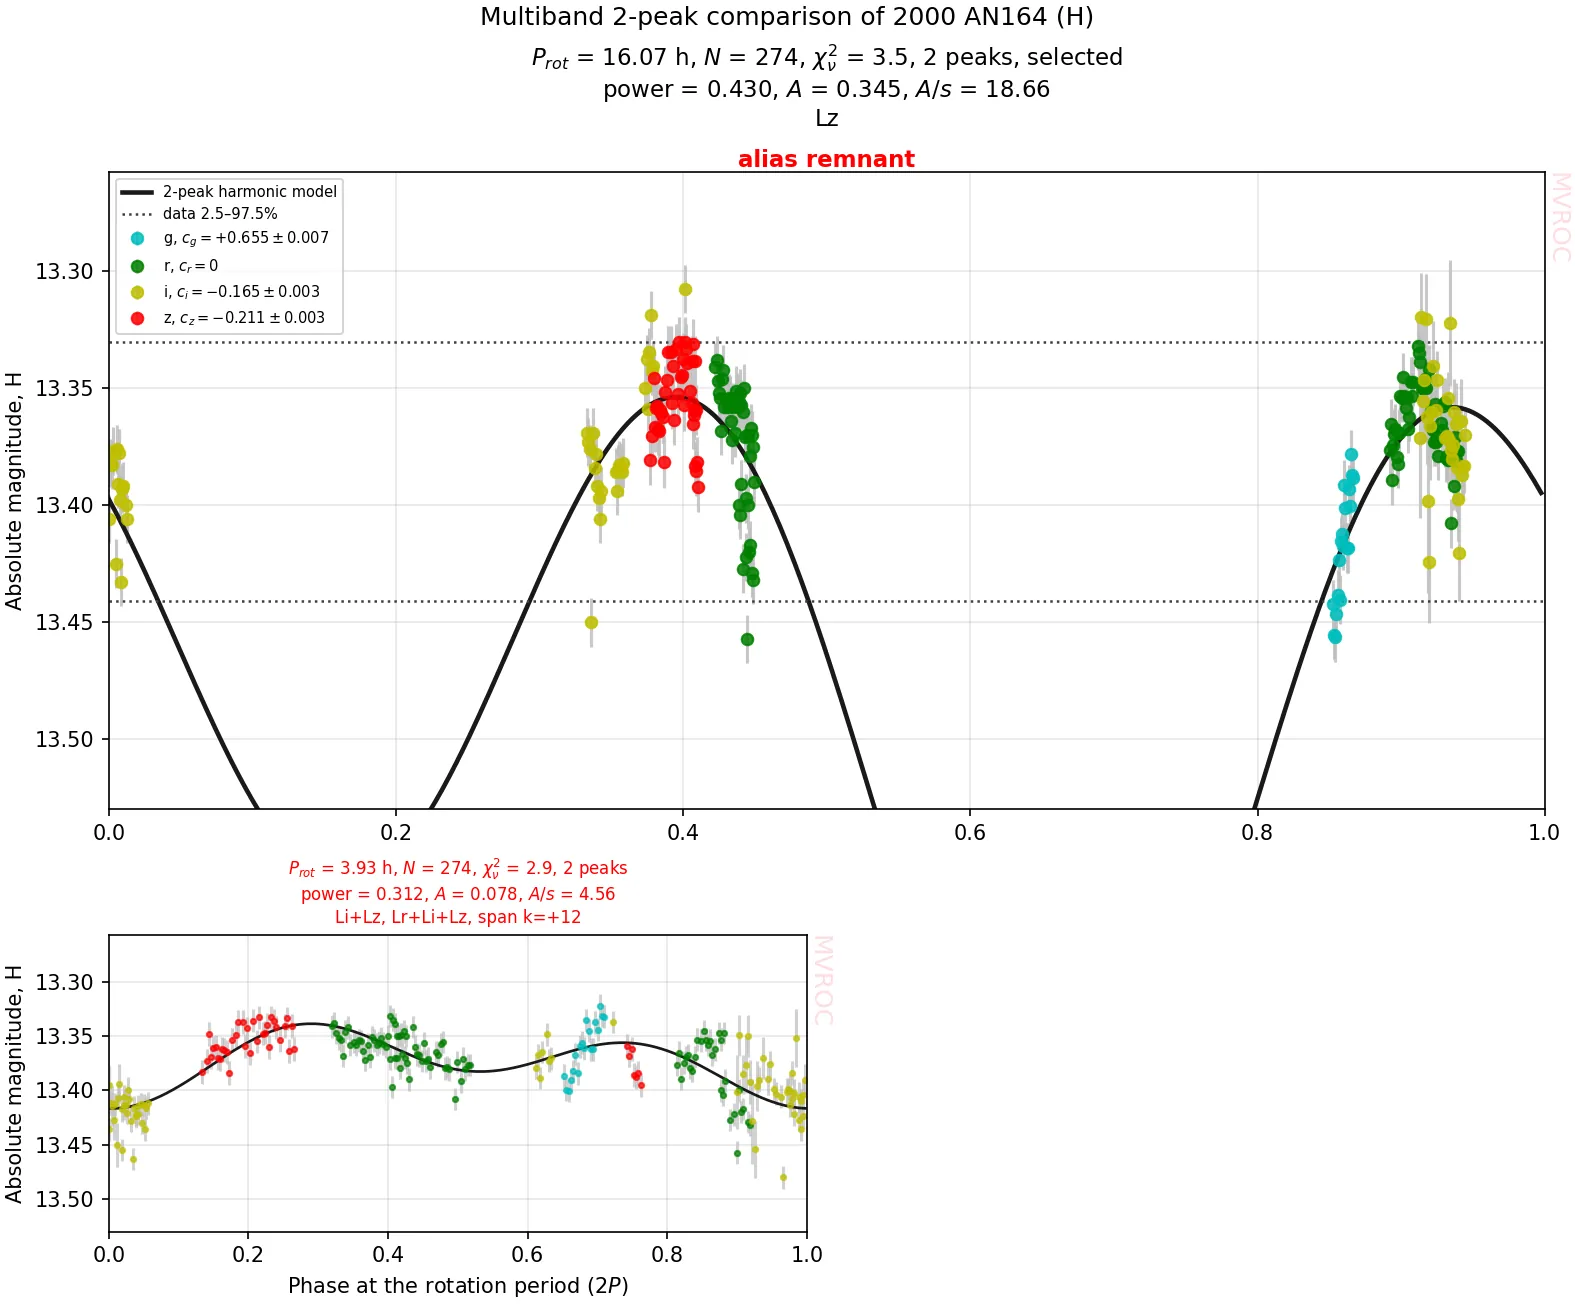 Multiband 2-peak comparison of 2000 AN164 (H)
P_rot = 16.07 h, N = 274, χ²_ν = 3.5, 2 peaks, selected
power = 0.430, A = 0.345, A/s = 18.66
Lz
alias remnant
MVROC
2-peak harmonic model
data 2.5–97.5%
g, c_g = +0.655 ± 0.007
r, c_r = 0
i, c_i = −0.165 ± 0.003
z, c_z = −0.211 ± 0.003
Absolute magnitude, H
13.30
13.35
13.40
13.45
13.50
0.0 0.2 0.4 0.6 0.8 1.0
P_rot = 3.93 h, N = 274, χ²_ν = 2.9, 2 peaks
power = 0.312, A = 0.078, A/s = 4.56
Li+Lz, Lr+Li+Lz, span k=+12
MVROC
Absolute magnitude, H
13.30
13.35
13.40
13.45
13.50
0.0 0.2 0.4 0.6 0.8 1.0
Phase at the rotation period (2P)